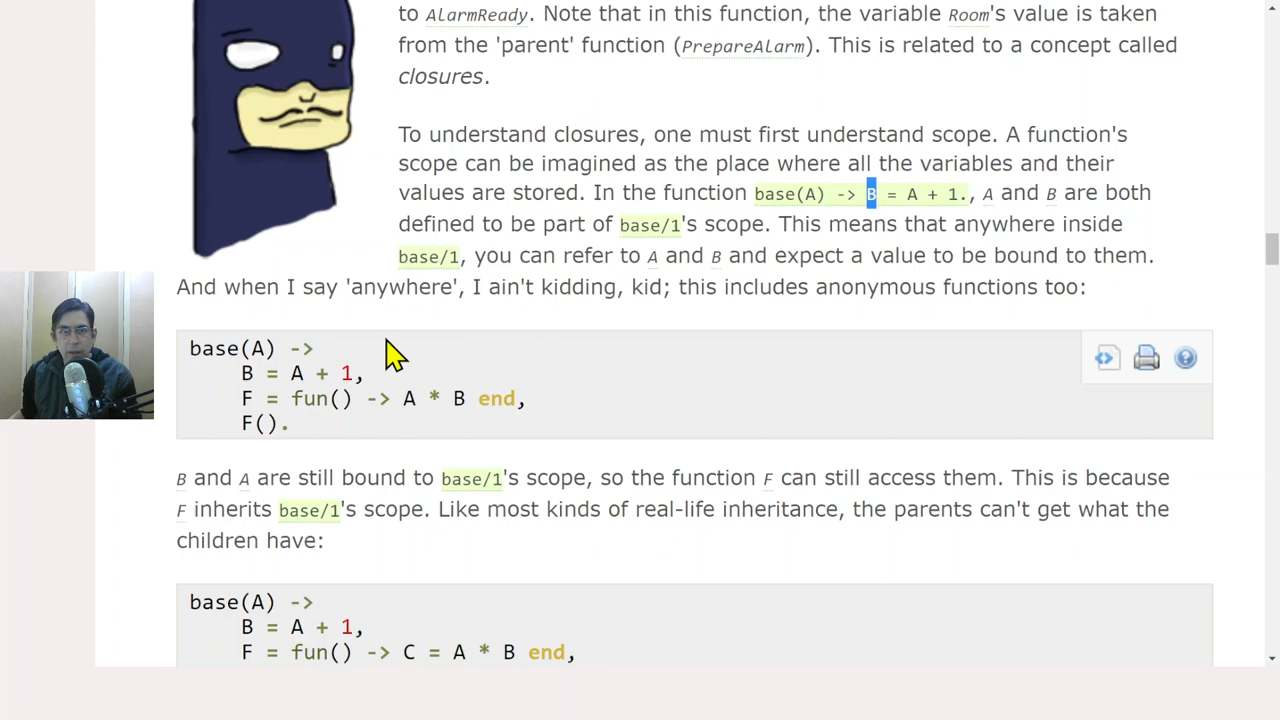 to AlarmReady. Note that in this function, the variable Room's value is taken
from the 'parent' function (PrepareAlarm). This is related to a concept called
closures.
To understand closures, one must first understand scope. A function's
scope can be imagined as the place where all the variables and their
values are stored. In the function base(A) -> B = A + 1., A and B are both
defined to be part of base/1's scope. This means that anywhere inside
base/1, you can refer to A and B and expect a value to be bound to them.
And when I say 'anywhere', I ain't kidding, kid; this includes anonymous functions too:
base(A) ->
B = A + 1,
F = fun() -> A * B end,
F().
B and A are still bound to base/1's scope, so the function F can still access them. This is because
F inherits base/1's scope. Like most kinds of real-life inheritance, the parents can't get what the
children have:
base(A) ->
B = A + 1,
F = fun() -> C = A * B end,